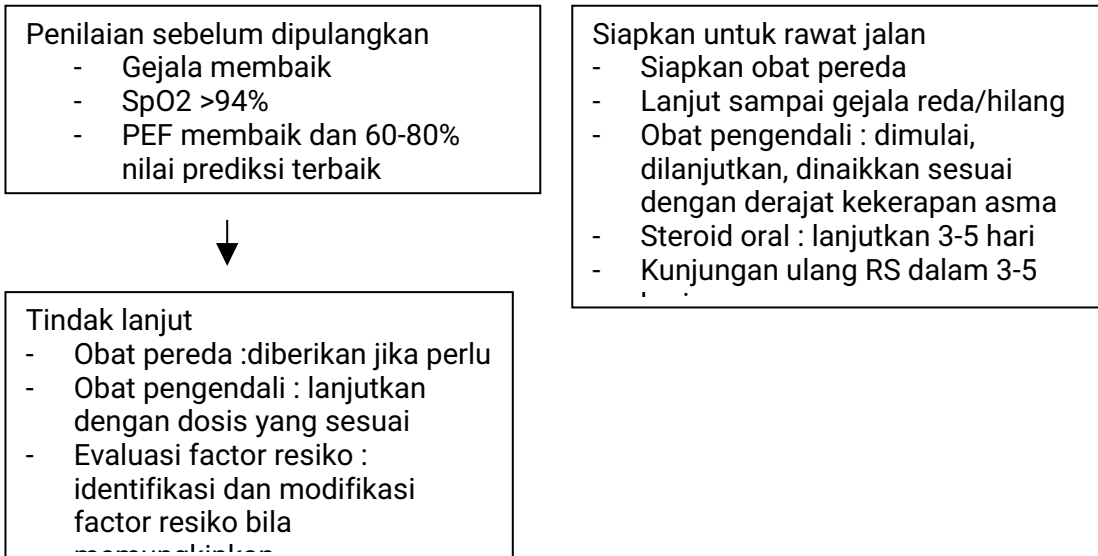 Penilaian sebelum dipulangkan
- Gejala membaik
- SpO2 >94%
- PEF membaik dan 60-80%
nilai prediksi terbaik
Siapkan untuk rawat jalan
- Siapkan obat pereda
- Lanjut sampai gejala reda/hilang
- Obat pengendali : dimulai,
dilanjutkan, dinaikkan sesuai
dengan derajat kekerapan asma
- Steroid oral : lanjutkan 3-5 hari
- Kunjungan ulang RS dalam 3-5
Tindak lanjut
- Obat pereda :diberikan jika perlu
- Obat pengendali : lanjutkan
dengan dosis yang sesuai
- Evaluasi factor resiko :
identifikasi dan modifikasi
factor resiko bila